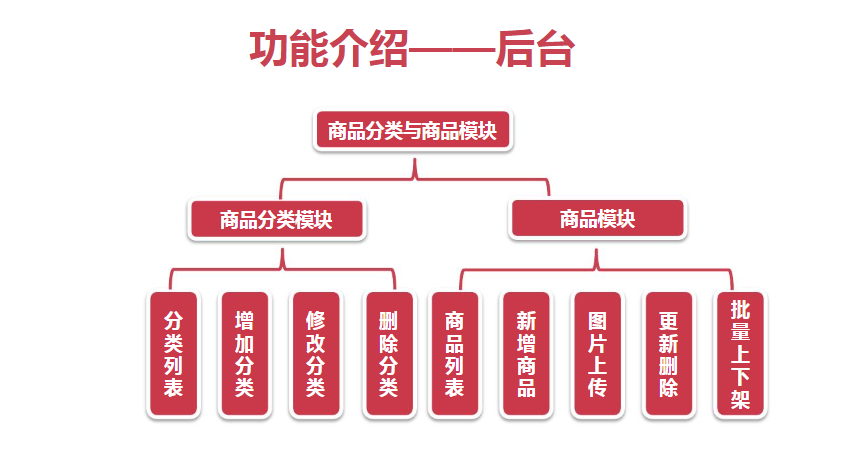 功能介绍——后台
商品分类与商品模块
商品分类模块
商品模块
分类列表
增加分类
修改分类
删除分类
商品列表
新增商品
图片上传
更新删除
批量上下架